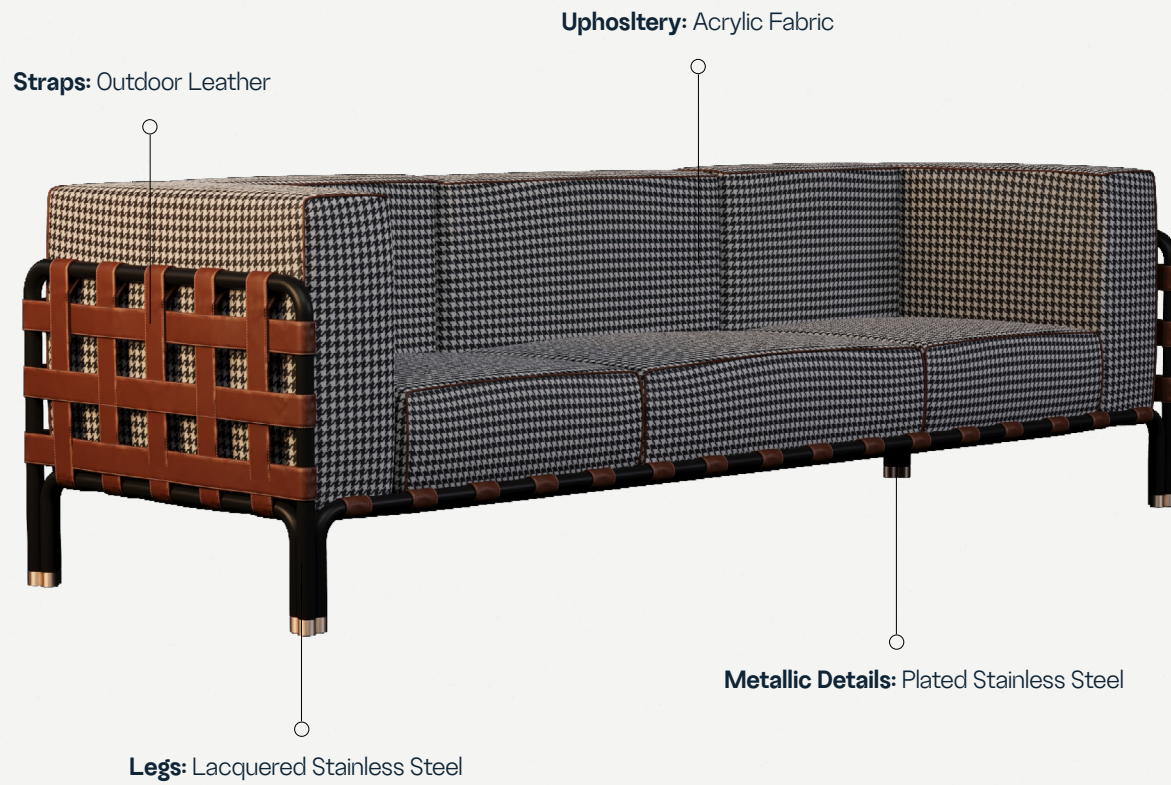 Uphosltery: Acrylic Fabric
Straps: Outdoor Leather
Metallic Details: Plated Stainless Steel
Legs: Lacquered Stainless Steel